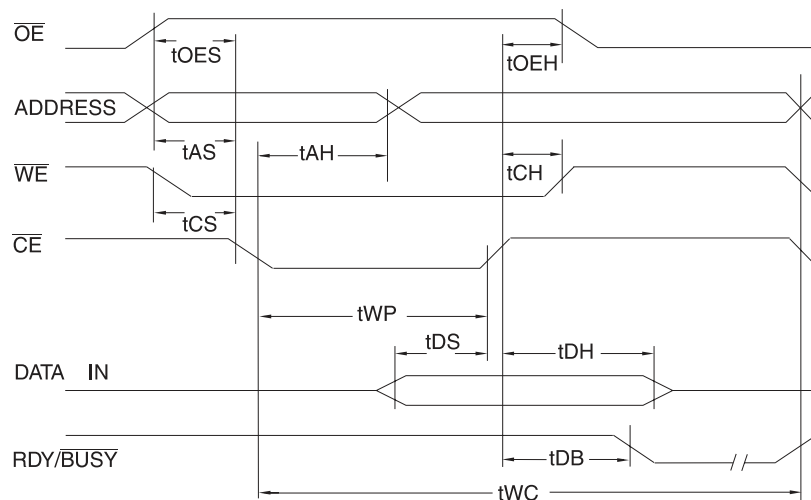 OE
tOES
tOEH
ADDRESS
tAS
tAH
tCH
WE
tCS
CE
tWP
tDS
tDH
DATA IN
RDY/BUSY
tDB
tWC